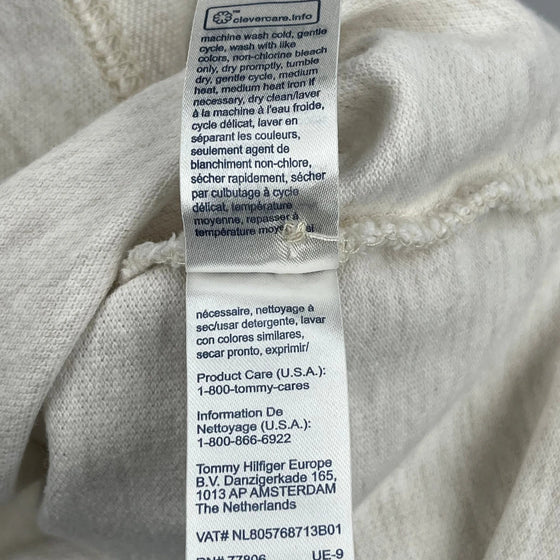 clevercare.info
machine wash cold, gentle
cycle, wash with like
colors, non-chlorine bleach
only, dry promptly, tumble
dry, gentle cycle, medium
heat, medium heat iron if
necessary, dry clean/laver
à la machine à l'eau froide,
cycle délicat, laver en
séparant les couleurs,
seulement agent de
blanchiment non-chlore,
sécher rapidement, sécher
par culbutage à cycle
délicat, température
moyenne, repasser à
température
nécessaire, nettoyage à
sec/usar detergente, lavar
con colores similares,
secar pronto, exprimir/
Product Care (U.S.A.):
1-800-tommy-cares
Information De
Nettoyage (U.S.A.):
1-800-866-6922
Tommy Hilfiger Europe
B.V. Danzigerkade 165,
1013 AP AMSTERDAM
The Netherlands
VAT# NL805768713B01
RN# 77806 UE-9